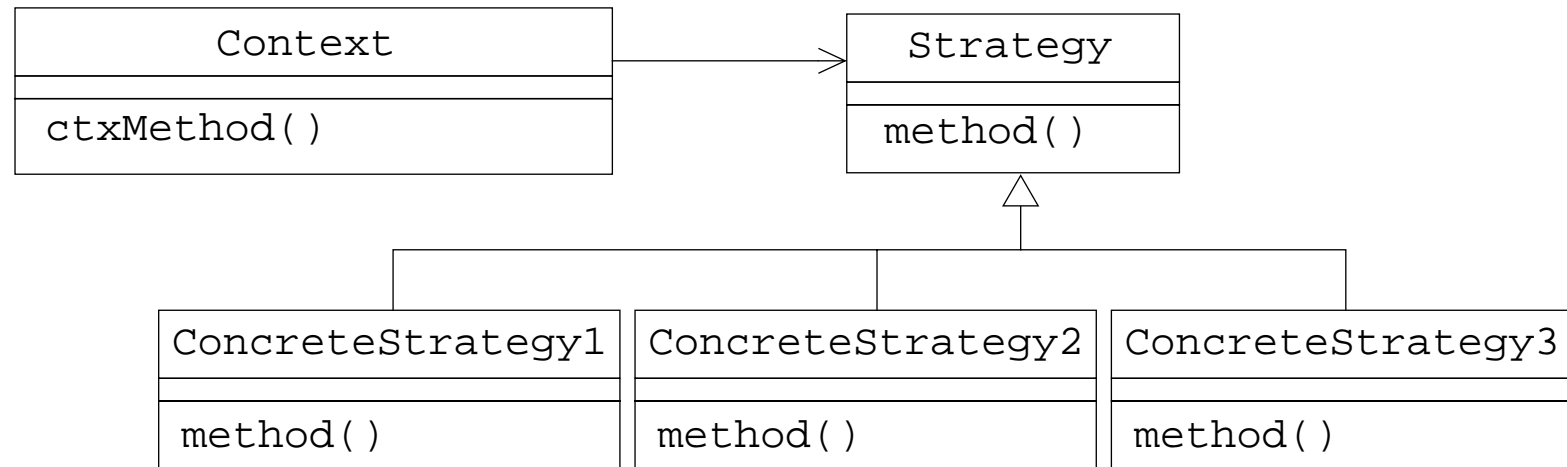 Context
Strategy
ctxMethod()
method()
ConcreteStrategy1
ConcreteStrategy2
ConcreteStrategy3
method()
method()
method()